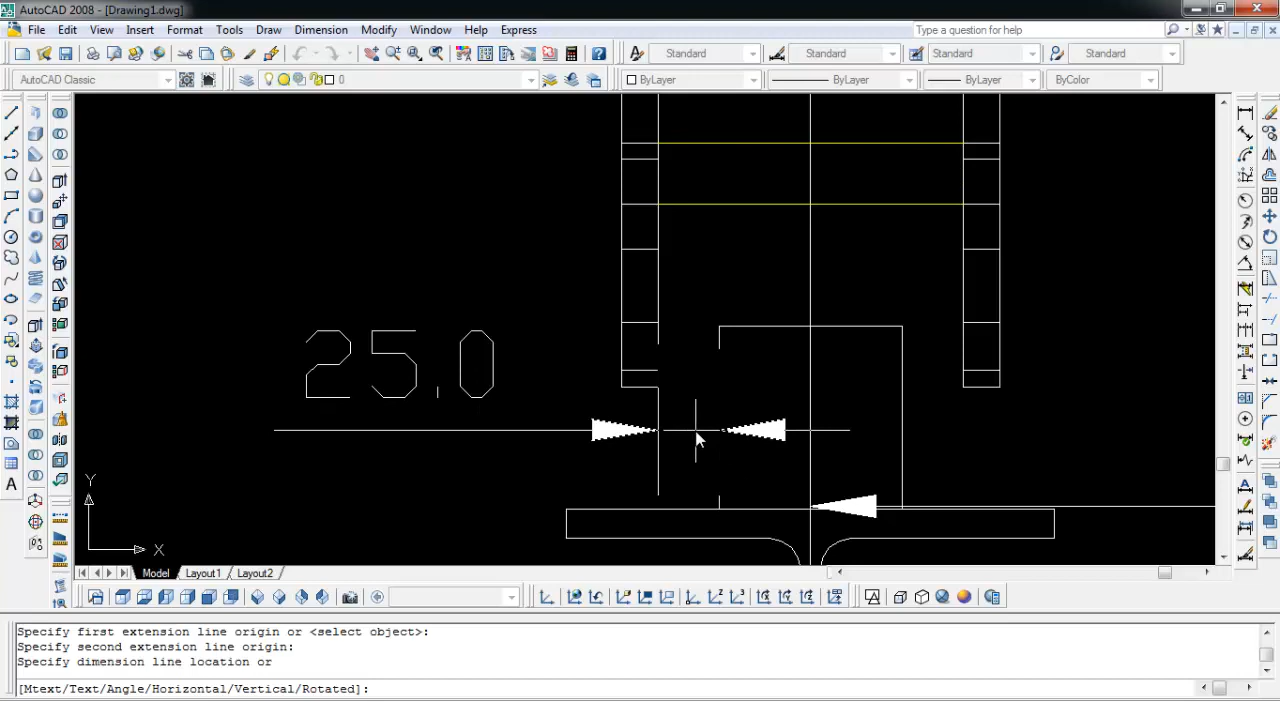 AutoCAD 2008 - [Drawing1.dwg]
File Edit View Insert Format Tools Draw Dimension Modify Window Help Express
Type a question for help
Standard Standard Standard Standard
AutoCAD Classic 0 ByLayer ByLayer ByLayer ByColor
25.0
Y
X
A
Model Layout1 Layout2
Specify first extension line origin or <select object>:
Specify second extension line origin:
Specify dimension line location or
[Mtext/Text/Angle/Horizontal/Vertical/Rotated]: